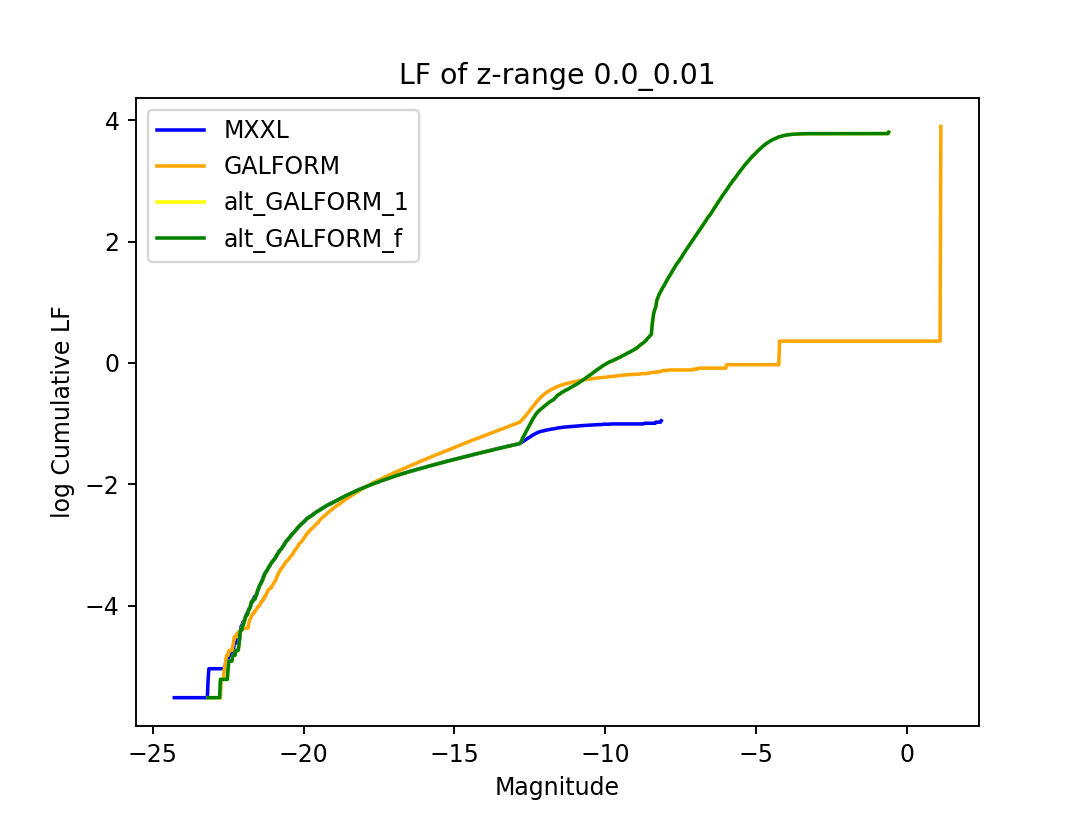 LF of z-range 0.0_0.01
MXXL
GALFORM
alt_GALFORM_1
alt_GALFORM_f
log Cumulative LF
4
2
0
−2
−4
−25
−20
−15
−10
−5
0
Magnitude